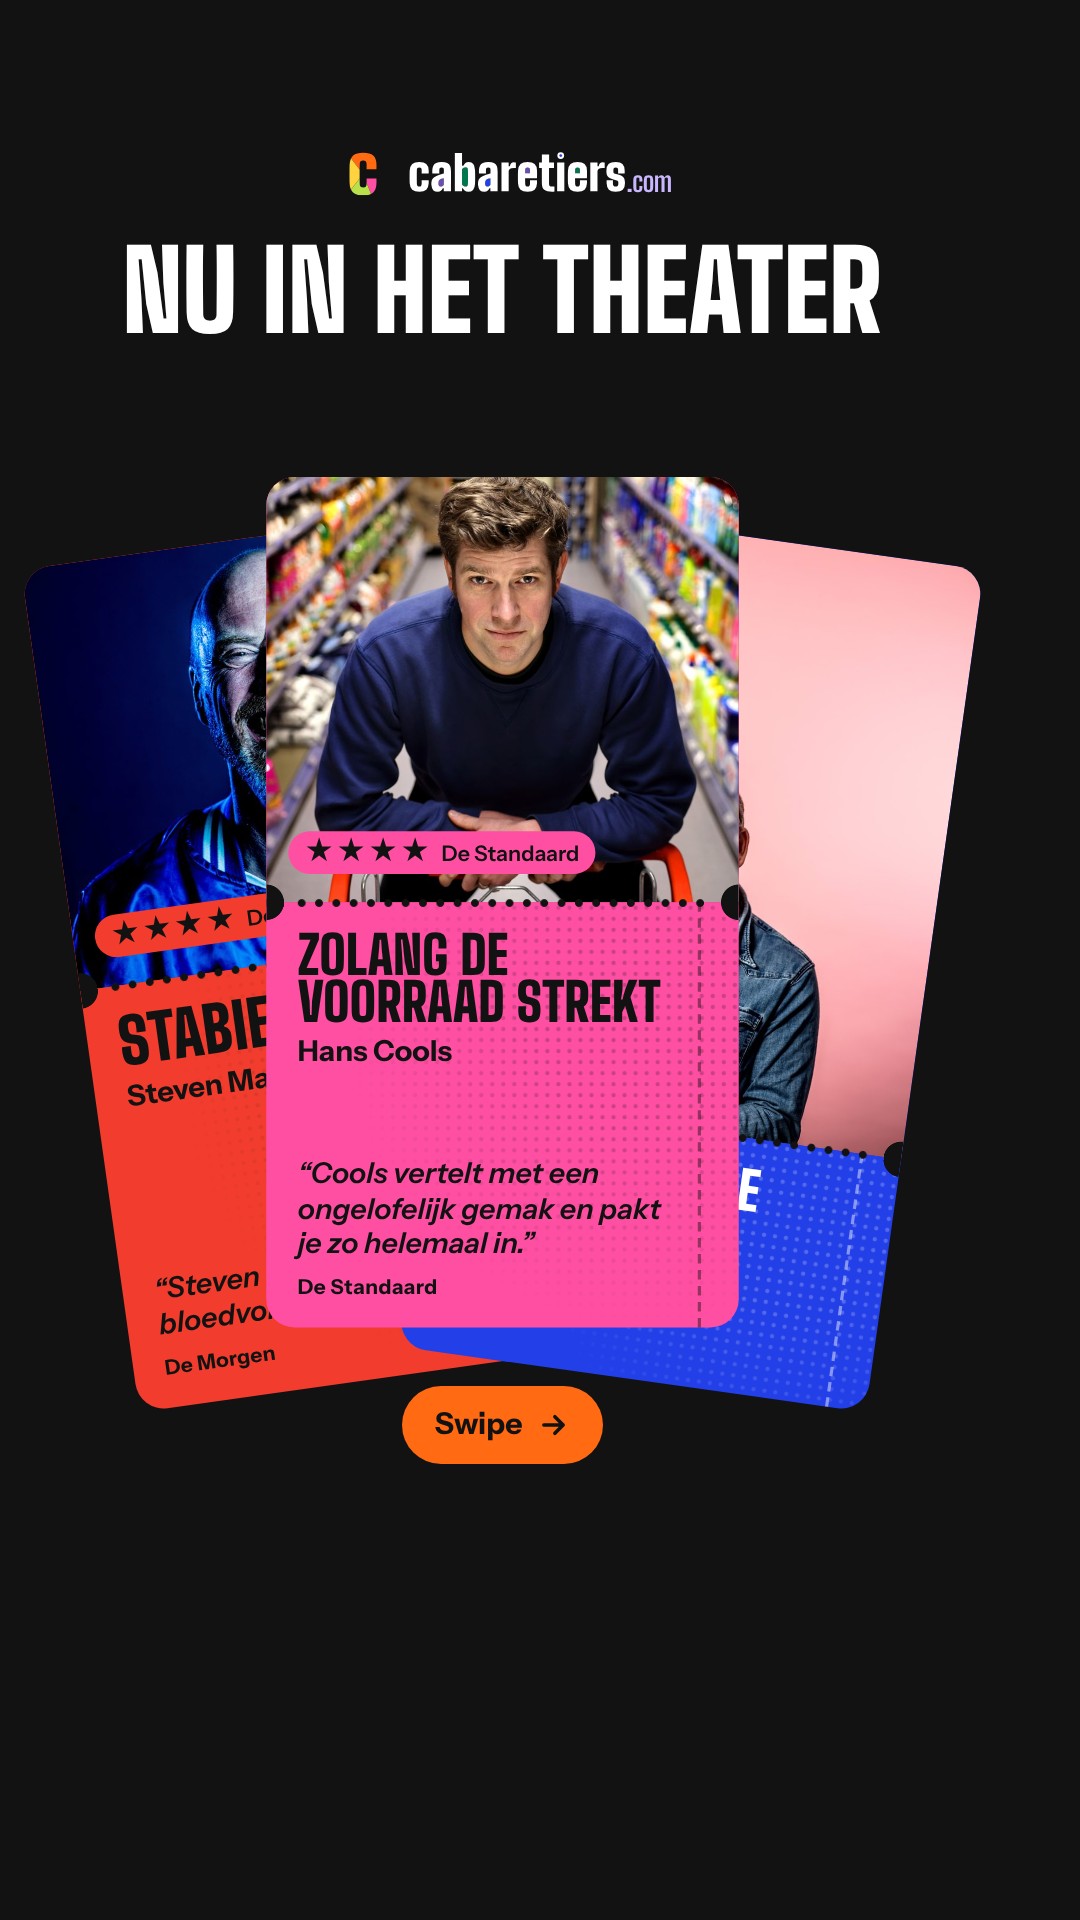 C cabaretiers.com
NU IN HET THEATER
★★★★ De Standaard
ZOLANG DE
VOORRAAD STREKT
Hans Cools
“Cools vertelt met een
ongelofelijk gemak en pakt
je zo helemaal in.”
De Standaard
★★★★
Steven
“Steven
De Morgen
Swipe →